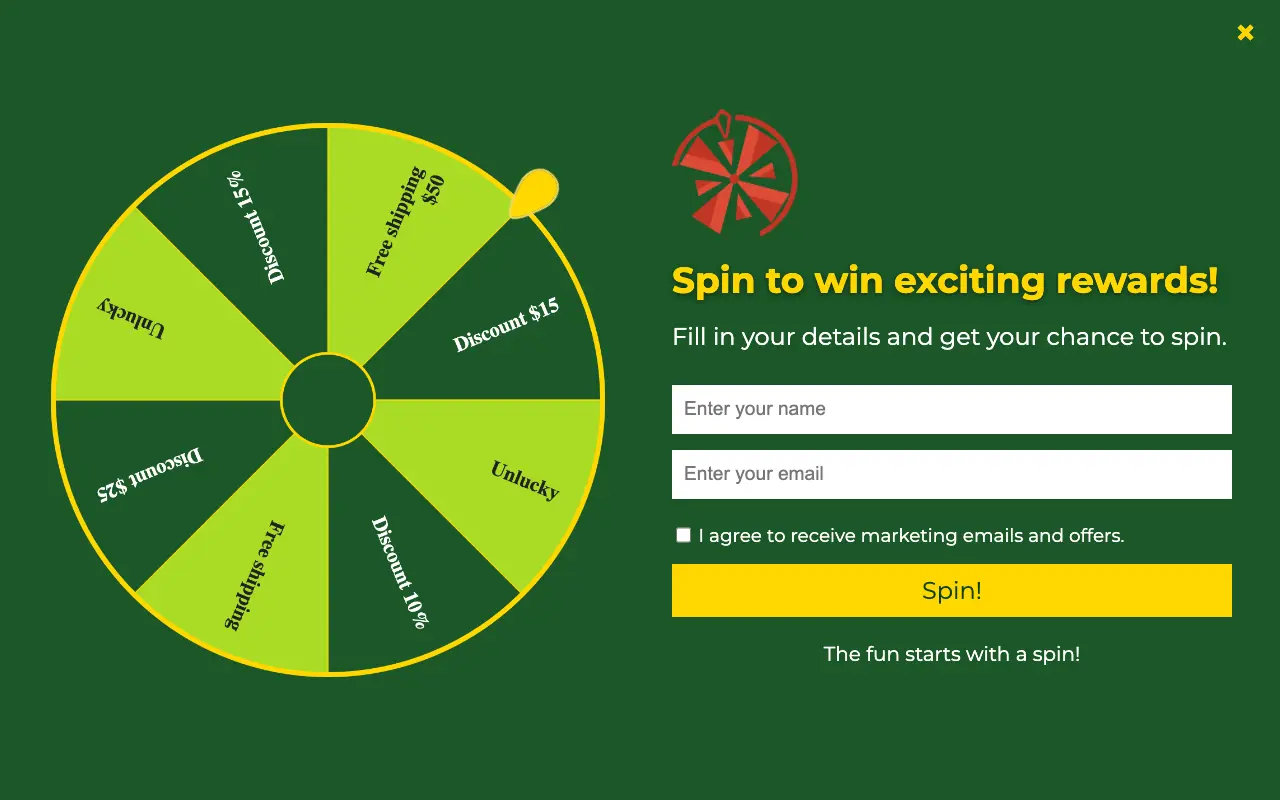 Free shipping
$50
Discount $15
Unlucky
Discount 10%
Free shipping
Discount $25
Unlucky
Discount 15%
Spin to win exciting rewards!
Fill in your details and get your chance to spin.
Enter your name
Enter your email
I agree to receive marketing emails and offers.
Spin!
The fun starts with a spin!